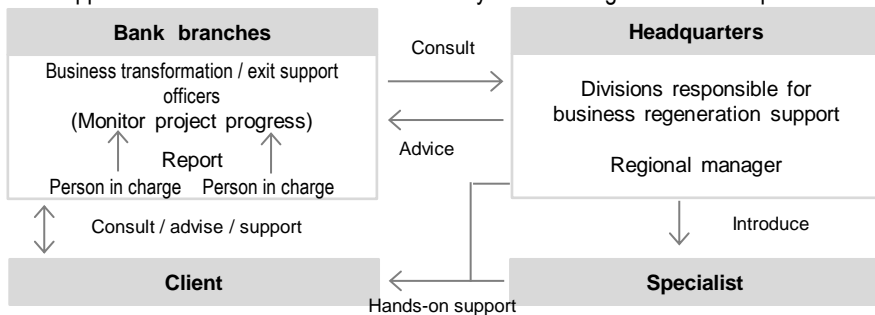 Bank branches
Business transformation / exit support
officers
(Monitor project progress)
Report
Person in charge Person in charge
Consult
Advice
Headquarters
Divisions responsible for
business regeneration support
Regional manager
Consult / advise / support
Introduce
Client
Hands-on support
Specialist